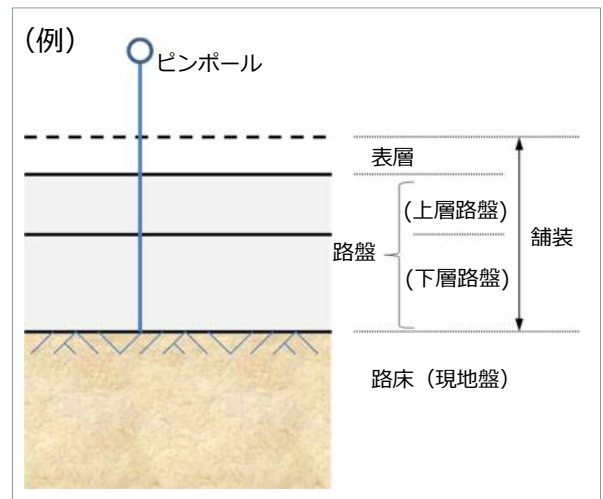 (例)
ピンポール
表層
(上層路盤)
路盤
舗装
(下層路盤)
路床（現地盤）